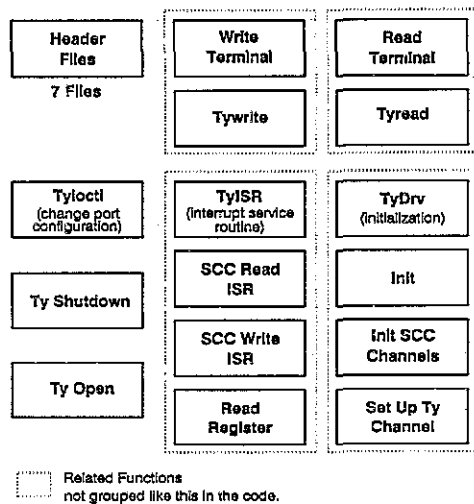 Header
Files
7 Files
Write
Terminal
Read
Terminal
Tywrite
Tyread
Tyioctl
(change port
configuration)
TyISR
(interrupt service
routine)
TyDrv
(initialization)
Ty Shutdown
SCC Read
ISR
Init
Ty Open
SCC Write
ISR
Init SCC
Channels
Read
Register
Set Up Ty
Channel
Related Functions
not grouped like this in the code.